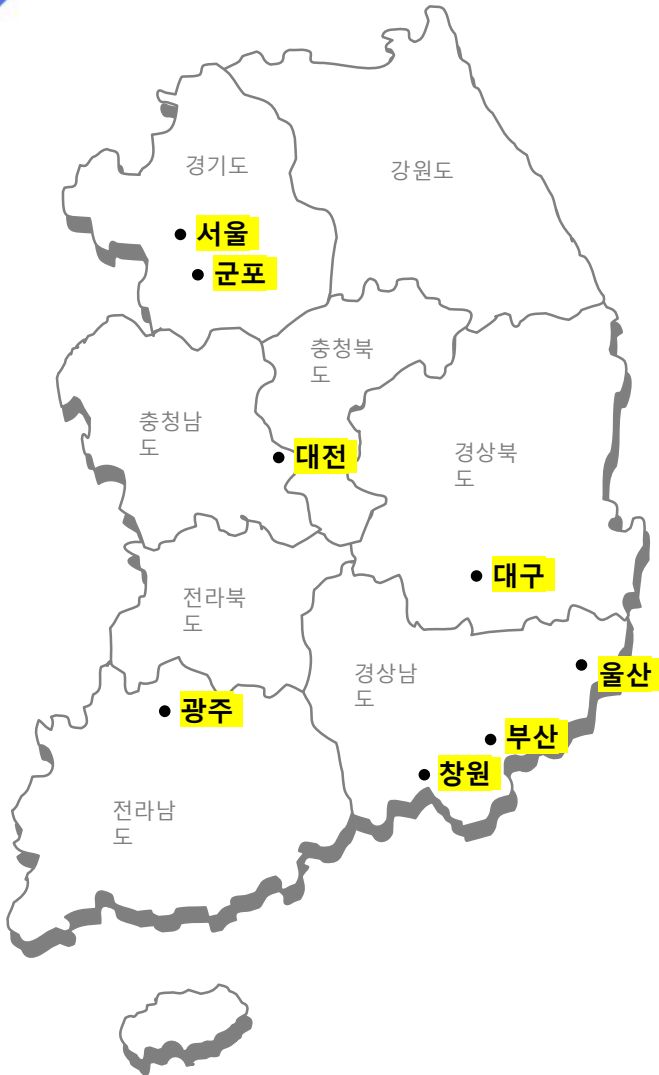 경기도
강원도
서울
군포
충청북
도
충청남
도
대전
경상북
도
대구
전라북
도
경상남
도
울산
광주
부산
창원
전라남
도